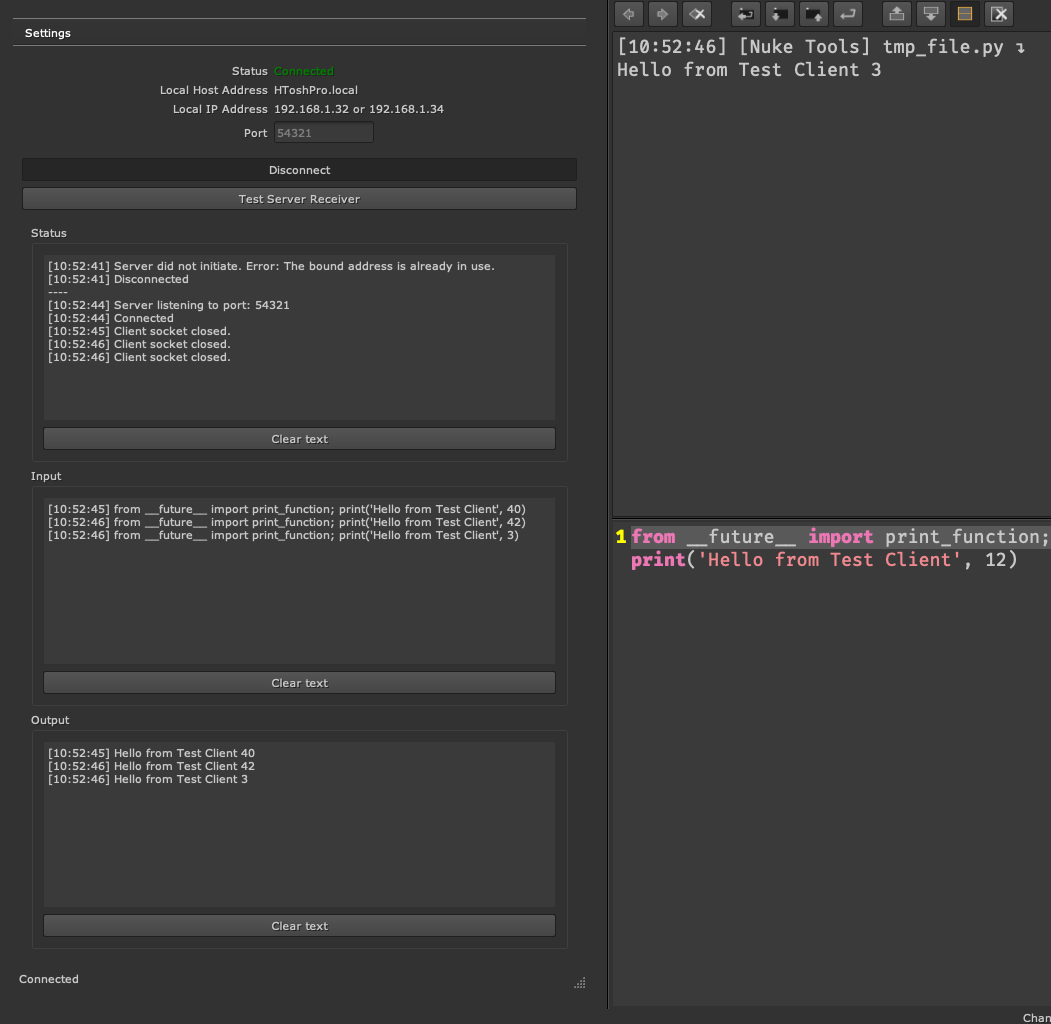 Settings
Status Connected
Local Host Address HToshPro.local
Local IP Address 192.168.1.32 or 192.168.1.34
Port 54321
Disconnect
Test Server Receiver
Status
[10:52:41] Server did not initiate. Error: The bound address is already in use.
[10:52:41] Disconnected
----
[10:52:44] Server listening to port: 54321
[10:52:44] Connected
[10:52:45] Client socket closed.
[10:52:46] Client socket closed.
[10:52:46] Client socket closed.
Clear text
Input
[10:52:45] from __future__ import print_function; print('Hello from Test Client', 40)
[10:52:46] from __future__ import print_function; print('Hello from Test Client', 42)
[10:52:46] from __future__ import print_function; print('Hello from Test Client', 3)
Clear text
Output
[10:52:45] Hello from Test Client 40
[10:52:46] Hello from Test Client 42
[10:52:46] Hello from Test Client 3
Clear text
Connected
[10:52:46] [Nuke Tools] tmp_file.py ↴
Hello from Test Client 3
1 from __future__ import print_function;
print('Hello from Test Client', 12)
Chan